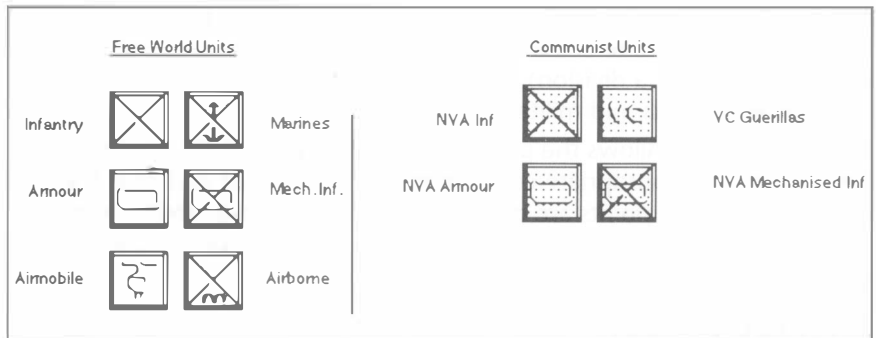 Free World Units
Infantry
Marines
Armour
Mech.Inf.
Airmobile
Airborne
Communist Units
NVA Inf
VC
VC Guerillas
NVA Armour
NVA Mechanised Inf